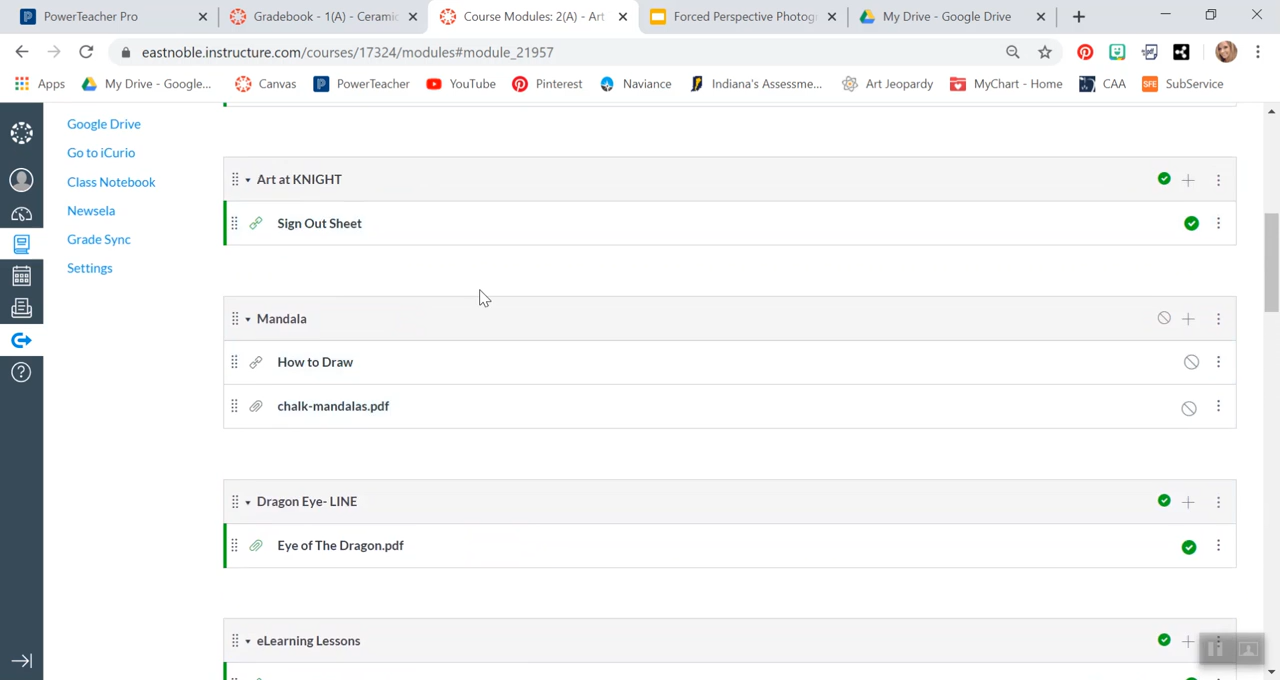 PowerTeacher Pro
Gradebook - 1(A) - Ceramic
Course Modules: 2(A) - Art
Forced Perspective Photog
My Drive - Google Drive
eastnoble.instructure.com/courses/17324/modules#module_21957
Apps
My Drive - Google...
Canvas
PowerTeacher
YouTube
Pinterest
Naviance
Indiana's Assessme...
Art Jeopardy
MyChart - Home
CAA
SFE
SubService
Google Drive
Go to iCurio
Class Notebook
Newsela
Grade Sync
Settings
Art at KNIGHT
Sign Out Sheet
Mandala
How to Draw
chalk-mandalas.pdf
Dragon Eye- LINE
Eye of The Dragon.pdf
eLearning Lessons